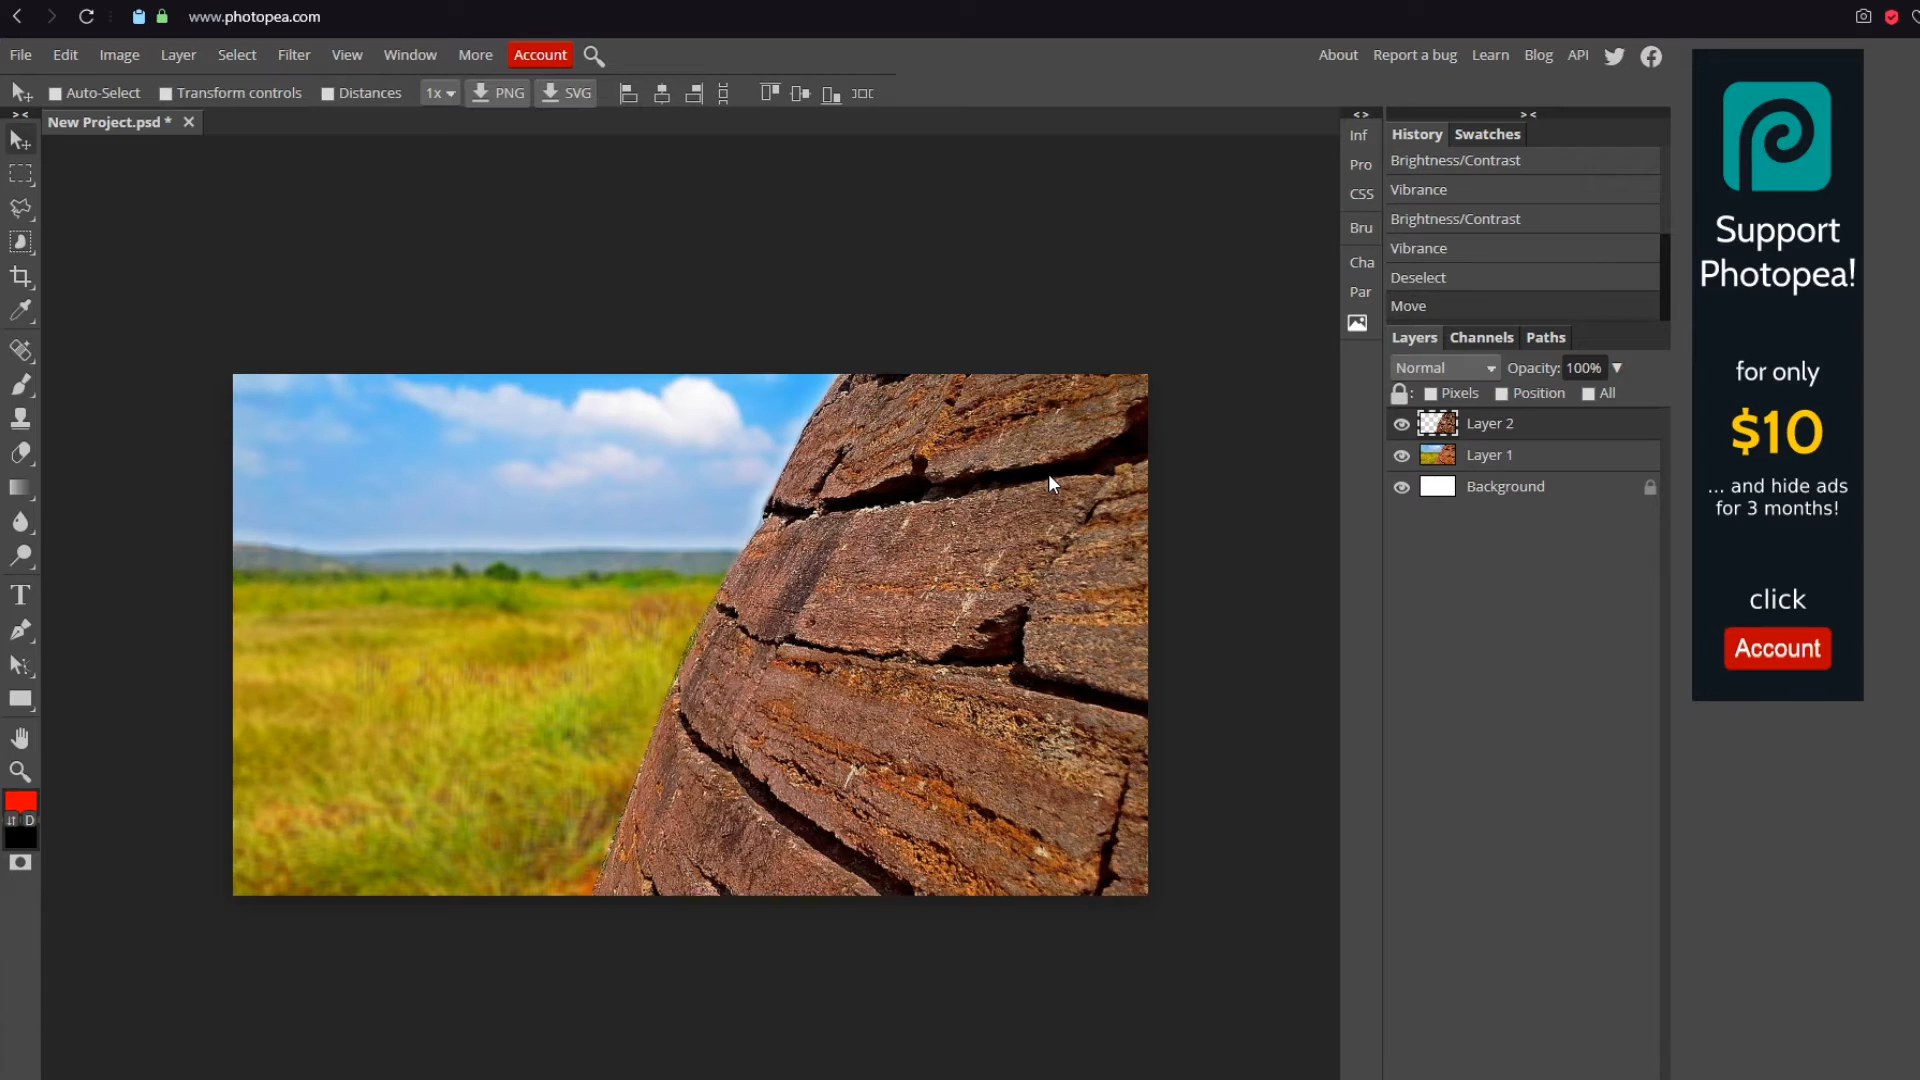 www.photopea.com
File Edit Image Layer Select Filter View Window More Account
About Report a bug Learn Blog API
Auto-Select Transform controls Distances 1x PNG SVG
New Project.psd *
Inf
Pro
CSS
Bru
Cha
Par
History Swatches
Brightness/Contrast
Vibrance
Brightness/Contrast
Vibrance
Deselect
Move
Layers Channels Paths
Normal Opacity: 100%
: Pixels Position All
Layer 2
Layer 1
Background
D
Support
Photopea!
for only
$10
... and hide ads
for 3 months!
click
Account